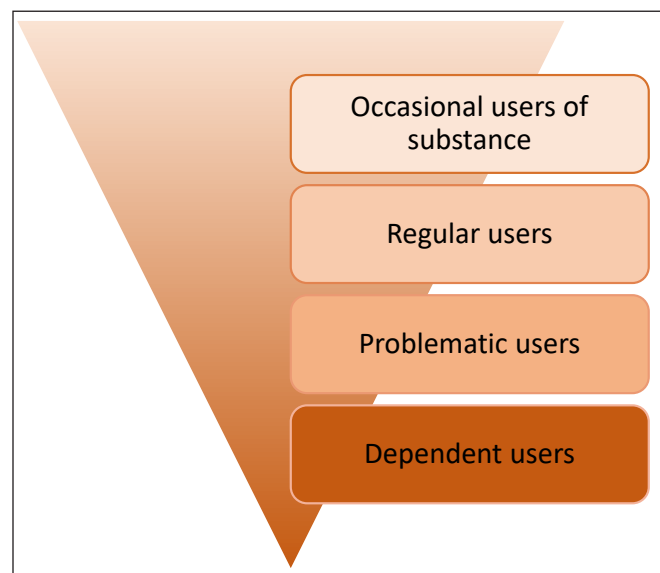 Occasional users of
substance
Regular users
Problematic users
Dependent users